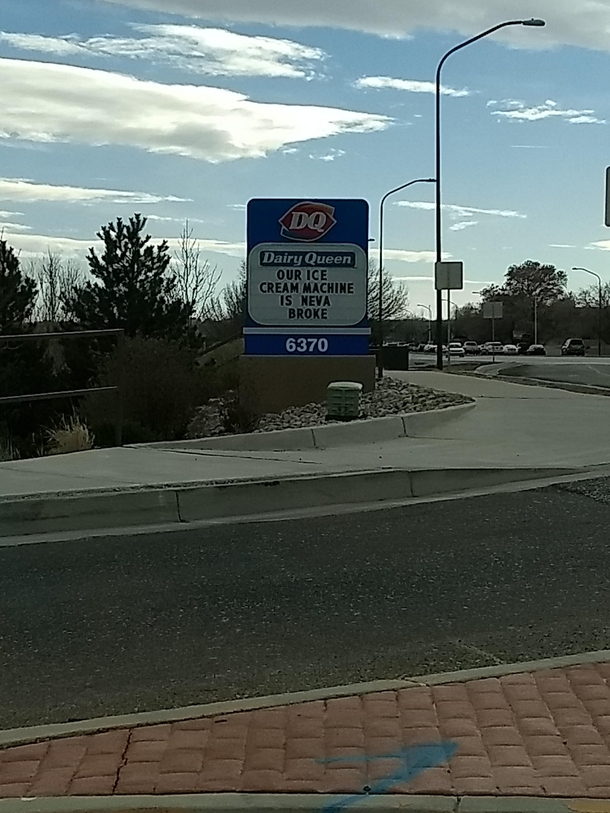 DQ
Dairy Queen
OUR ICE
CREAM MACHINE
IS NEVA
BROKE
6370